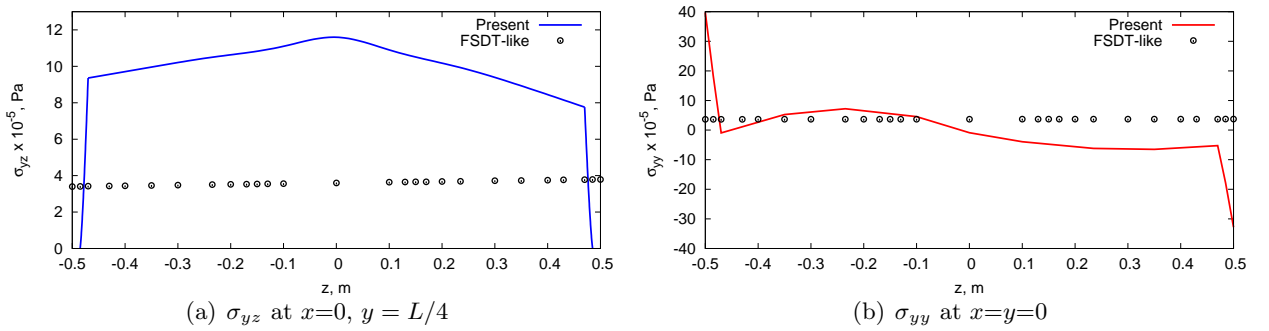 Present
FSDT-like
σyz x 10-5, Pa
12
10
8
6
4
2
0
-0.5 -0.4 -0.3 -0.2 -0.1 0 0.1 0.2 0.3 0.4 0.5
z, m
(a) σyz at x=0, y = L/4
Present
FSDT-like
σyy x 10-5, Pa
40
30
20
10
0
-10
-20
-30
-40
-0.5 -0.4 -0.3 -0.2 -0.1 0 0.1 0.2 0.3 0.4 0.5
z, m
(b) σyy at x=y=0